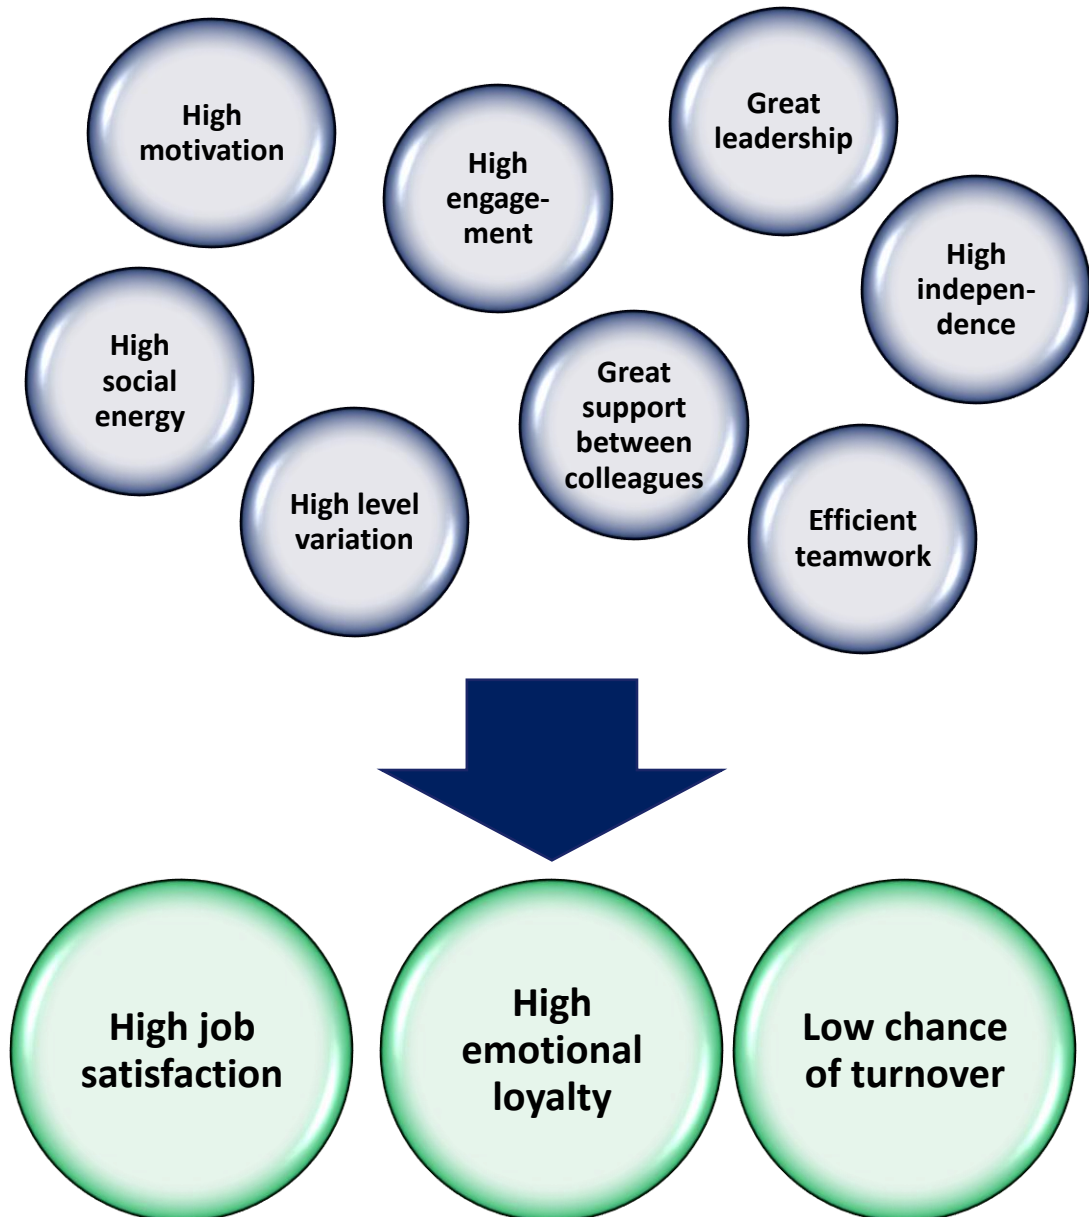 High
motivation
High
engage-
ment
Great
leadership
High
indepen-
dence
High
social
energy
High level
variation
Great
support
between
colleagues
Efficient
teamwork
High job
satisfaction
High
emotional
loyalty
Low chance
of turnover